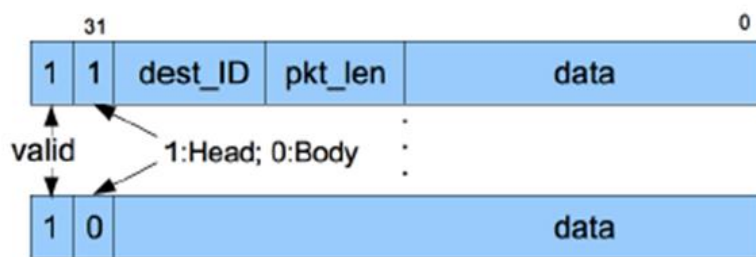 31 0
1 1 dest_ID pkt_len data
valid 1:Head; 0:Body
1 0 data